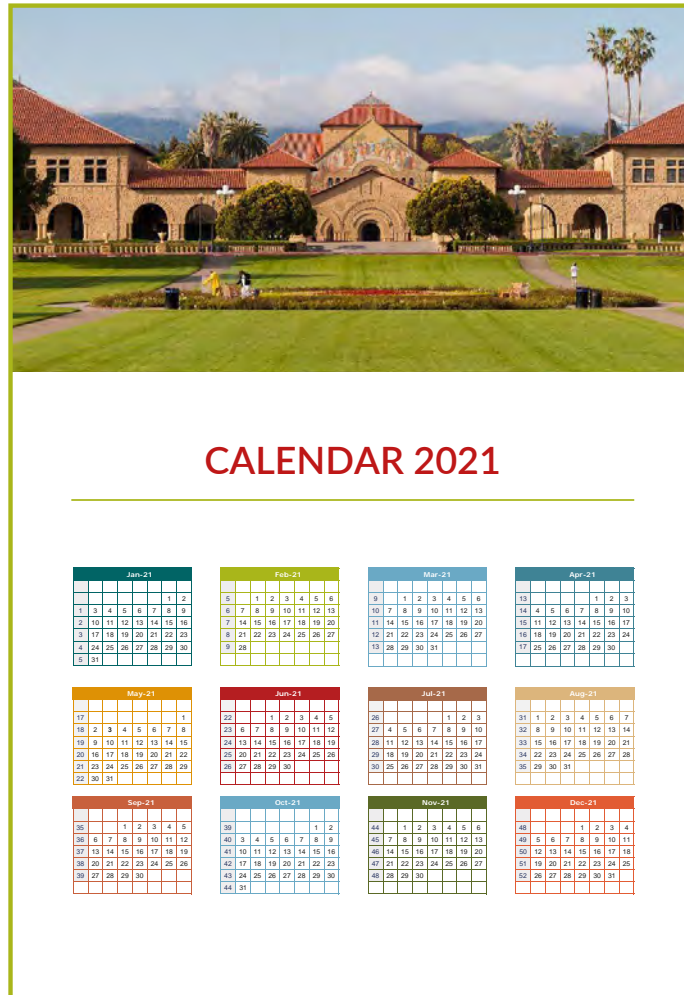 CALENDAR 2021
Jan-21
1 2
1 3 4 5 6 7 8 9
2 10 11 12 13 14 15 16
3 17 18 19 20 21 22 23
4 24 25 26 27 28 29 30
5 31
Feb-21
5 1 2 3 4 5 6
6 7 8 9 10 11 12 13
7 14 15 16 17 18 19 20
8 21 22 23 24 25 26 27
9 28
Mar-21
9 1 2 3 4 5 6
10 7 8 9 10 11 12 13
11 14 15 16 17 18 19 20
12 21 22 23 24 25 26 27
13 28 29 30 31
Apr-21
13 1 2 3
14 4 5 6 7 8 9 10
15 11 12 13 14 15 16 17
16 18 19 20 21 22 23 24
17 25 26 27 28 29 30
May-21
17 1
18 2 3 4 5 6 7 8
19 9 10 11 12 13 14 15
20 16 17 18 19 20 21 22
21 23 24 25 26 27 28 29
22 30 31
Jun-21
22 1 2 3 4 5
23 6 7 8 9 10 11 12
24 13 14 15 16 17 18 19
25 20 21 22 23 24 25 26
26 27 28 29 30
Jul-21
26 1 2 3
27 4 5 6 7 8 9 10
28 11 12 13 14 15 16 17
29 18 19 20 21 22 23 24
30 25 26 27 28 29 30 31
Aug-21
31 1 2 3 4 5 6 7
32 8 9 10 11 12 13 14
33 15 16 17 18 19 20 21
34 22 23 24 25 26 27 28
35 29 30 31
Sep-21
35 1 2 3 4 5
36 6 7 8 9 10 11 12
37 13 14 15 16 17 18 19
38 20 21 22 23 24 25 26
39 27 28 29 30
Oct-21
39 1 2
40 3 4 5 6 7 8 9
41 10 11 12 13 14 15 16
42 17 18 19 20 21 22 23
43 24 25 26 27 28 29 30
44 31
Nov-21
44 1 2 3 4 5 6
45 7 8 9 10 11 12 13
46 14 15 16 17 18 19 20
47 21 22 23 24 25 26 27
48 28 29 30
Dec-21
48 1 2 3 4
49 5 6 7 8 9 10 11
50 12 13 14 15 16 17 18
51 19 20 21 22 23 24 25
52 26 27 28 29 30 31